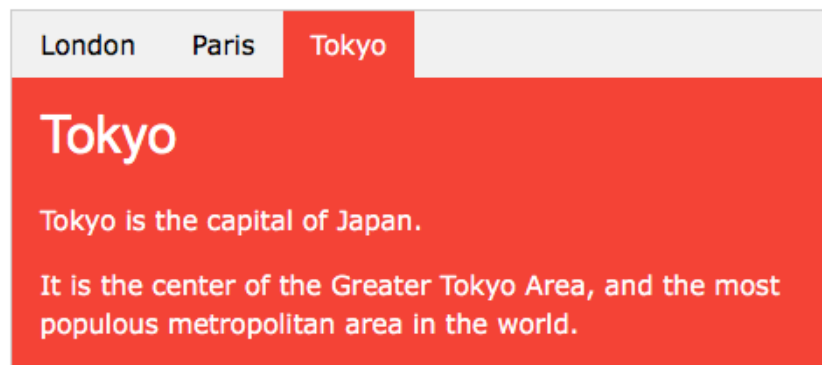 London Paris Tokyo
Tokyo
Tokyo is the capital of Japan.
It is the center of the Greater Tokyo Area, and the most
populous metropolitan area in the world.